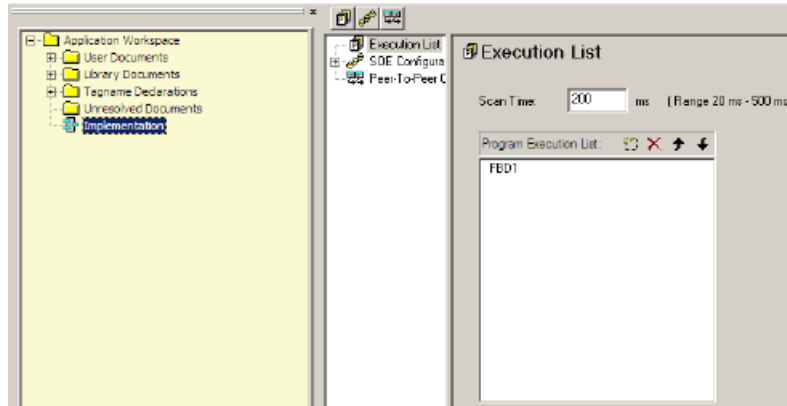 Application Workspace
User Documents
Library Documents
Tagname Declarations
Unresolved Documents
Implementation
Execution List
SOE Configura
Peer-To-Peer C
Execution List
Scan Time: 200 ms (Range 20 ms - 500 ms
Program Execution List:
FBD1